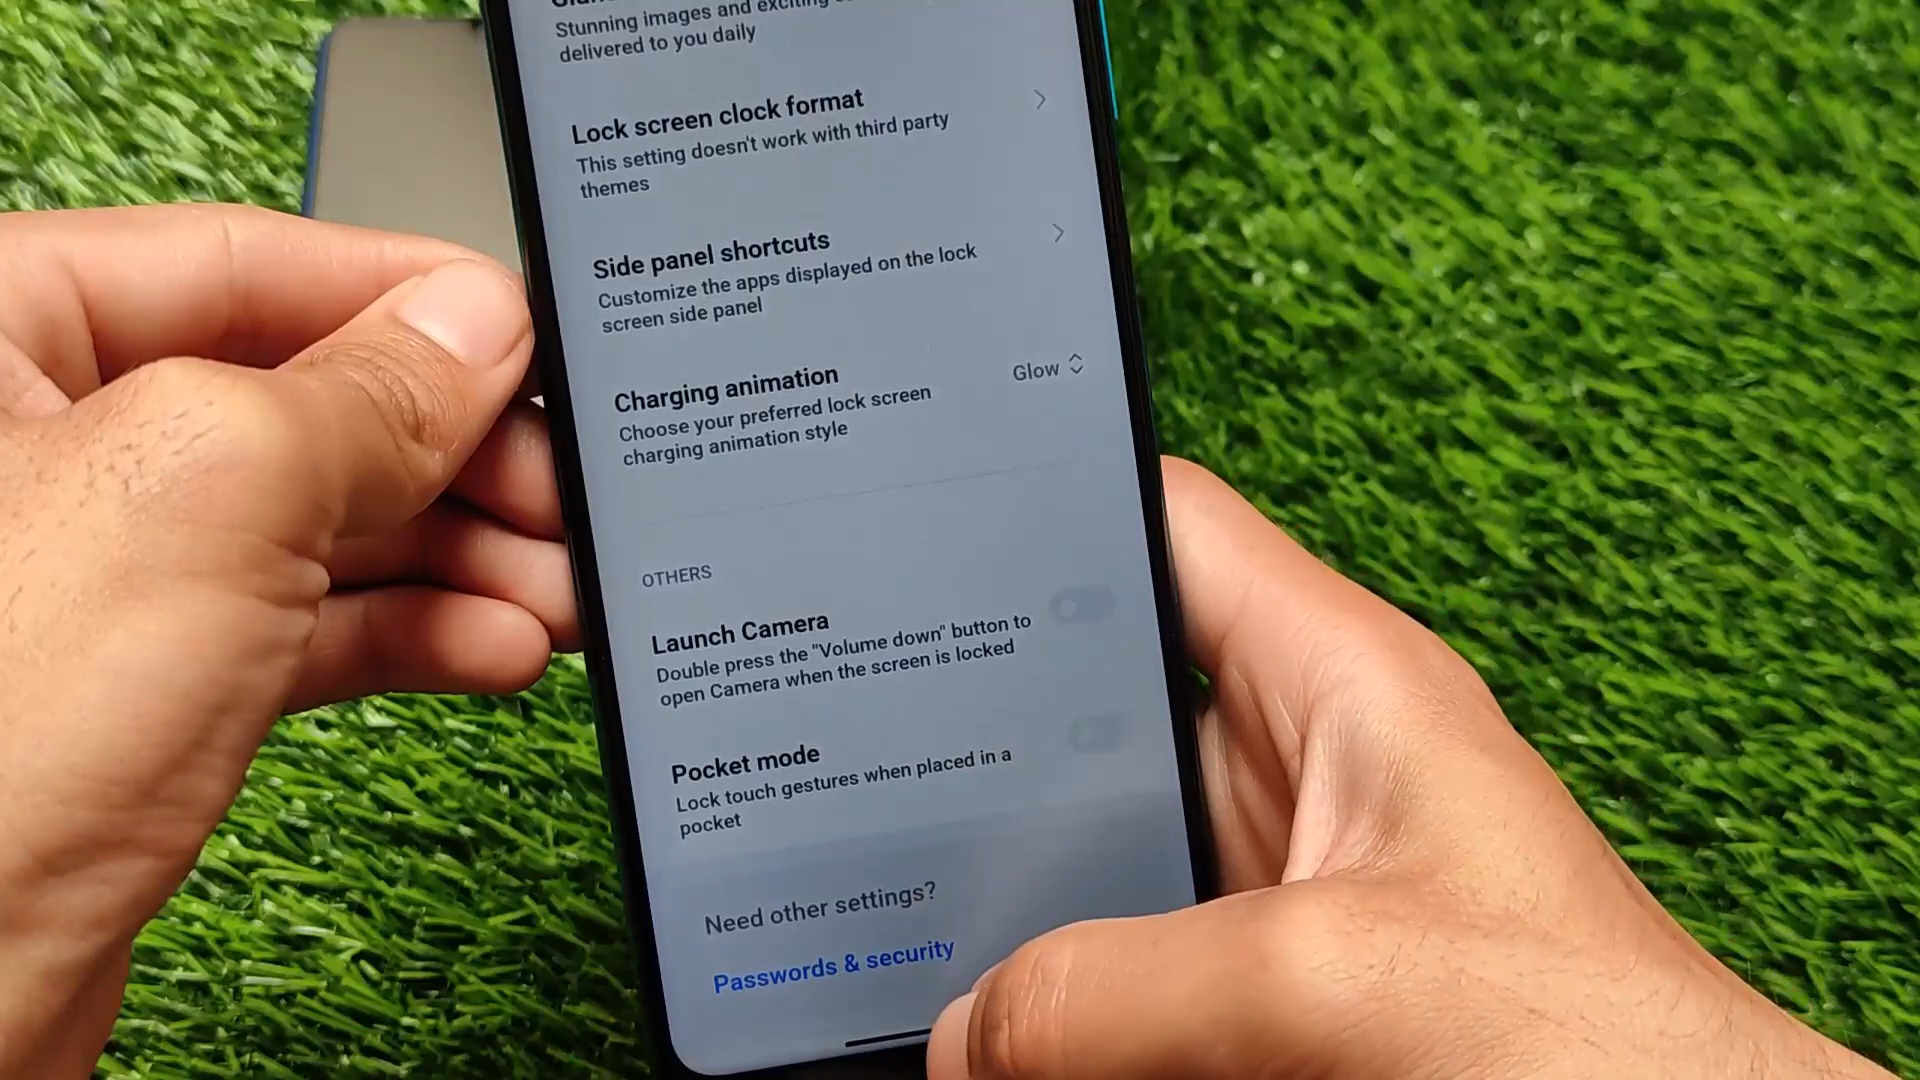 Stunning images and exciting
delivered to you daily
Lock screen clock format
This setting doesn't work with third party
themes
Side panel shortcuts
Customize the apps displayed on the lock
screen side panel
Charging animation
Glow
Choose your preferred lock screen
charging animation style
OTHERS
Launch Camera
Double press the "Volume down" button to
open Camera when the screen is locked
Pocket mode
Lock touch gestures when placed in a
pocket
Need other settings?
Passwords & security